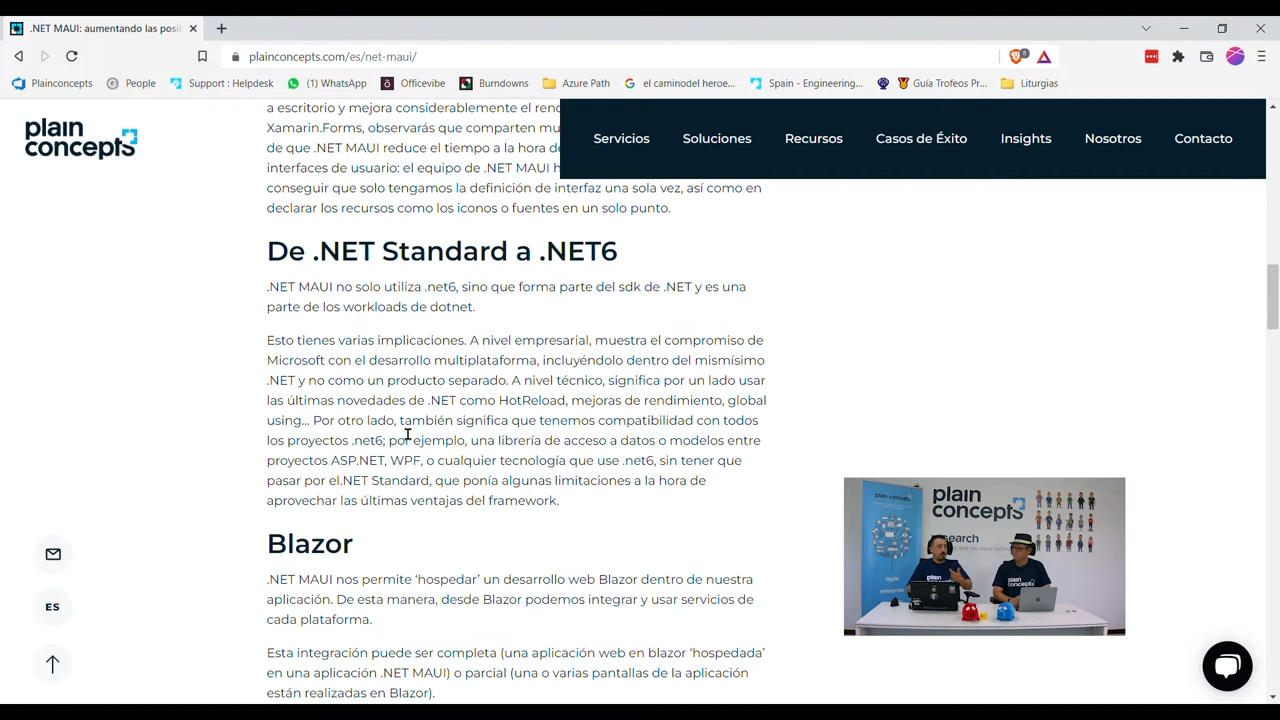 .NET MAUI: aumentando las posi
plainconcepts.com/es/net-maui/
8
Plainconcepts
People
Support : Helpdesk
(1) WhatsApp
Officevibe
Burndowns
Azure Path
el caminodel heroe...
Spain - Engineering...
Guía Trofeos Pr...
Liturgias
plain
concepts
Servicios
Soluciones
Recursos
Casos de Éxito
Insights
Nosotros
Contacto
a escritorio y mejora considerablemente el
Xamarin.Forms, observarás que comparten
de que .NET MAUI reduce el tiempo a la hora
interfaces de usuario: el equipo de .NET MAUI
conseguir que solo tengamos la definición de interfaz una sola vez, así como en
declarar los recursos como los iconos o fuentes en un solo punto.
De .NET Standard a .NET6
.NET MAUI no solo utiliza .net6, sino que forma parte del sdk de .NET y es una
parte de los workloads de dotnet.
Esto tienes varias implicaciones. A nivel empresarial, muestra el compromiso de
Microsoft con el desarrollo multiplataforma, incluyéndolo dentro del mismísimo
.NET y no como un producto separado. A nivel técnico, significa por un lado usar
las últimas novedades de .NET como HotReload, mejoras de rendimiento, global
using... Por otro lado, también significa que tenemos compatibilidad con todos
los proyectos .net6; por ejemplo, una librería de acceso a datos o modelos entre
proyectos ASP.NET, WPF, o cualquier tecnología que use .net6, sin tener que
pasar por el.NET Standard, que ponía algunas limitaciones a la hora de
aprovechar las últimas ventajas del framework.
Blazor
.NET MAUI nos permite ‘hospedar’ un desarrollo web Blazor dentro de nuestra
aplicación. De esta manera, desde Blazor podemos integrar y usar servicios de
cada plataforma.
Esta integración puede ser completa (una aplicación web en blazor ‘hospedada’
en una aplicación .NET MAUI) o parcial (una o varias pantallas de la aplicación
están realizadas en Blazor).
ES
plain concepts
plain
concepts
plain
concepts